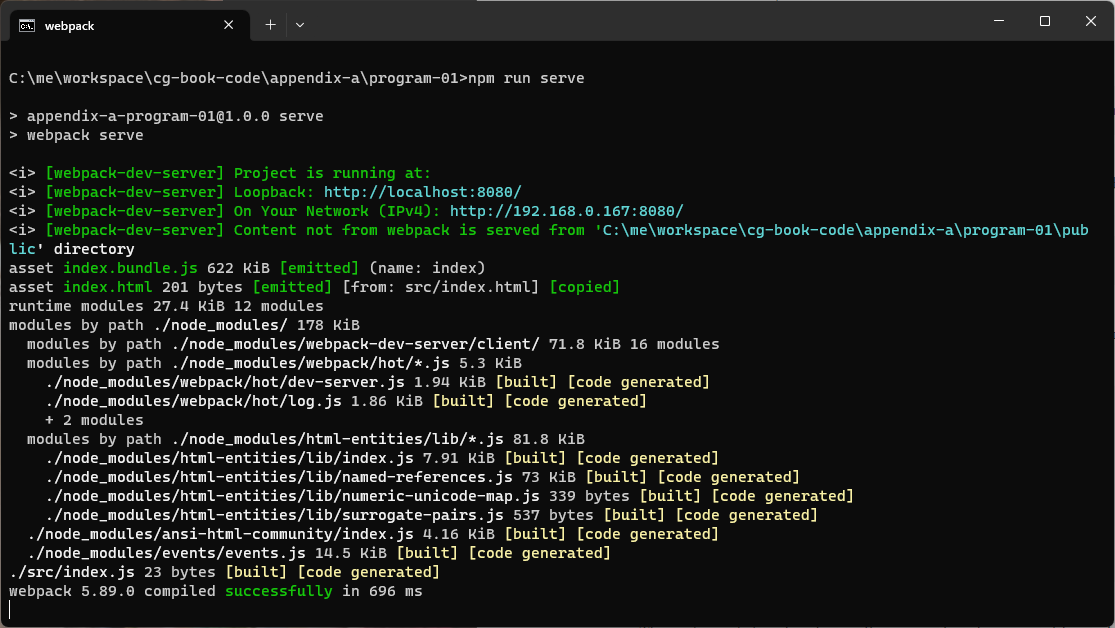 webpack
C:\me\workspace\cg-book-code\appendix-a\program-01>npm run serve
> appendix-a-program-01@1.0.0 serve
> webpack serve
<i> [webpack-dev-server] Project is running at:
<i> [webpack-dev-server] Loopback: http://localhost:8080/
<i> [webpack-dev-server] On Your Network (IPv4): http://192.168.0.167:8080/
<i> [webpack-dev-server] Content not from webpack is served from 'C:\me\workspace\cg-book-code\appendix-a\program-01\pub
lic' directory
asset index.bundle.js 622 KiB [emitted] (name: index)
asset index.html 201 bytes [emitted] [from: src/index.html] [copied]
runtime modules 27.4 KiB 12 modules
modules by path ./node_modules/ 178 KiB
  modules by path ./node_modules/webpack-dev-server/client/ 71.8 KiB 16 modules
  modules by path ./node_modules/webpack/hot/*.js 5.3 KiB
    ./node_modules/webpack/hot/dev-server.js 1.94 KiB [built] [code generated]
    ./node_modules/webpack/hot/log.js 1.86 KiB [built] [code generated]
    + 2 modules
  modules by path ./node_modules/html-entities/lib/*.js 81.8 KiB
    ./node_modules/html-entities/lib/index.js 7.91 KiB [built] [code generated]
    ./node_modules/html-entities/lib/named-references.js 73 KiB [built] [code generated]
    ./node_modules/html-entities/lib/numeric-unicode-map.js 339 bytes [built] [code generated]
    ./node_modules/html-entities/lib/surrogate-pairs.js 537 bytes [built] [code generated]
  ./node_modules/ansi-html-community/index.js 4.16 KiB [built] [code generated]
  ./node_modules/events/events.js 14.5 KiB [built] [code generated]
./src/index.js 23 bytes [built] [code generated]
webpack 5.89.0 compiled successfully in 696 ms